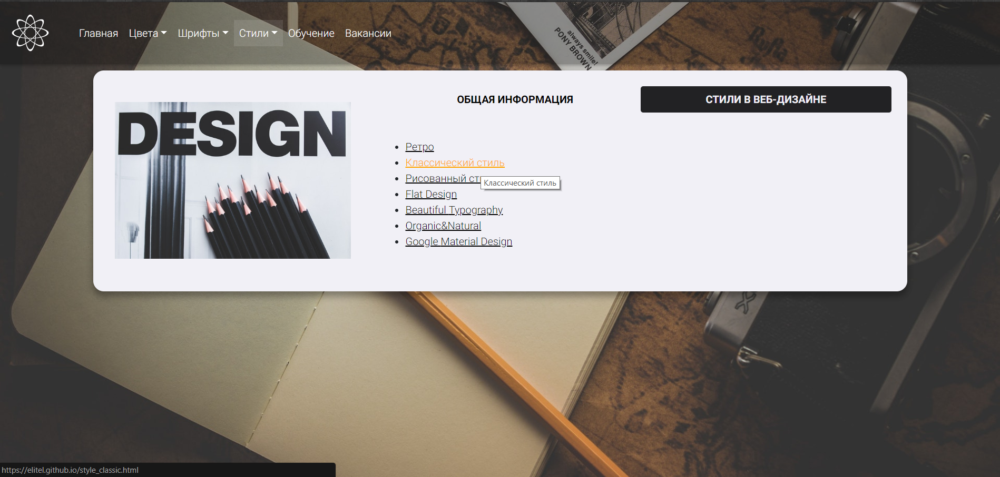 Главная Цвета Шрифты Стили Обучение Вакансии
always smile!
PONY BROWN
ОБЩАЯ ИНФОРМАЦИЯ
СТИЛИ В ВЕБ-ДИЗАЙНЕ
DESIGN
Ретро
Классический стиль
Рисованный ст
Классический стиль
Flat Design
Beautiful Typography
Organic&Natural
Google Material Design
F
X
https://elitel.github.io/style_classic.html